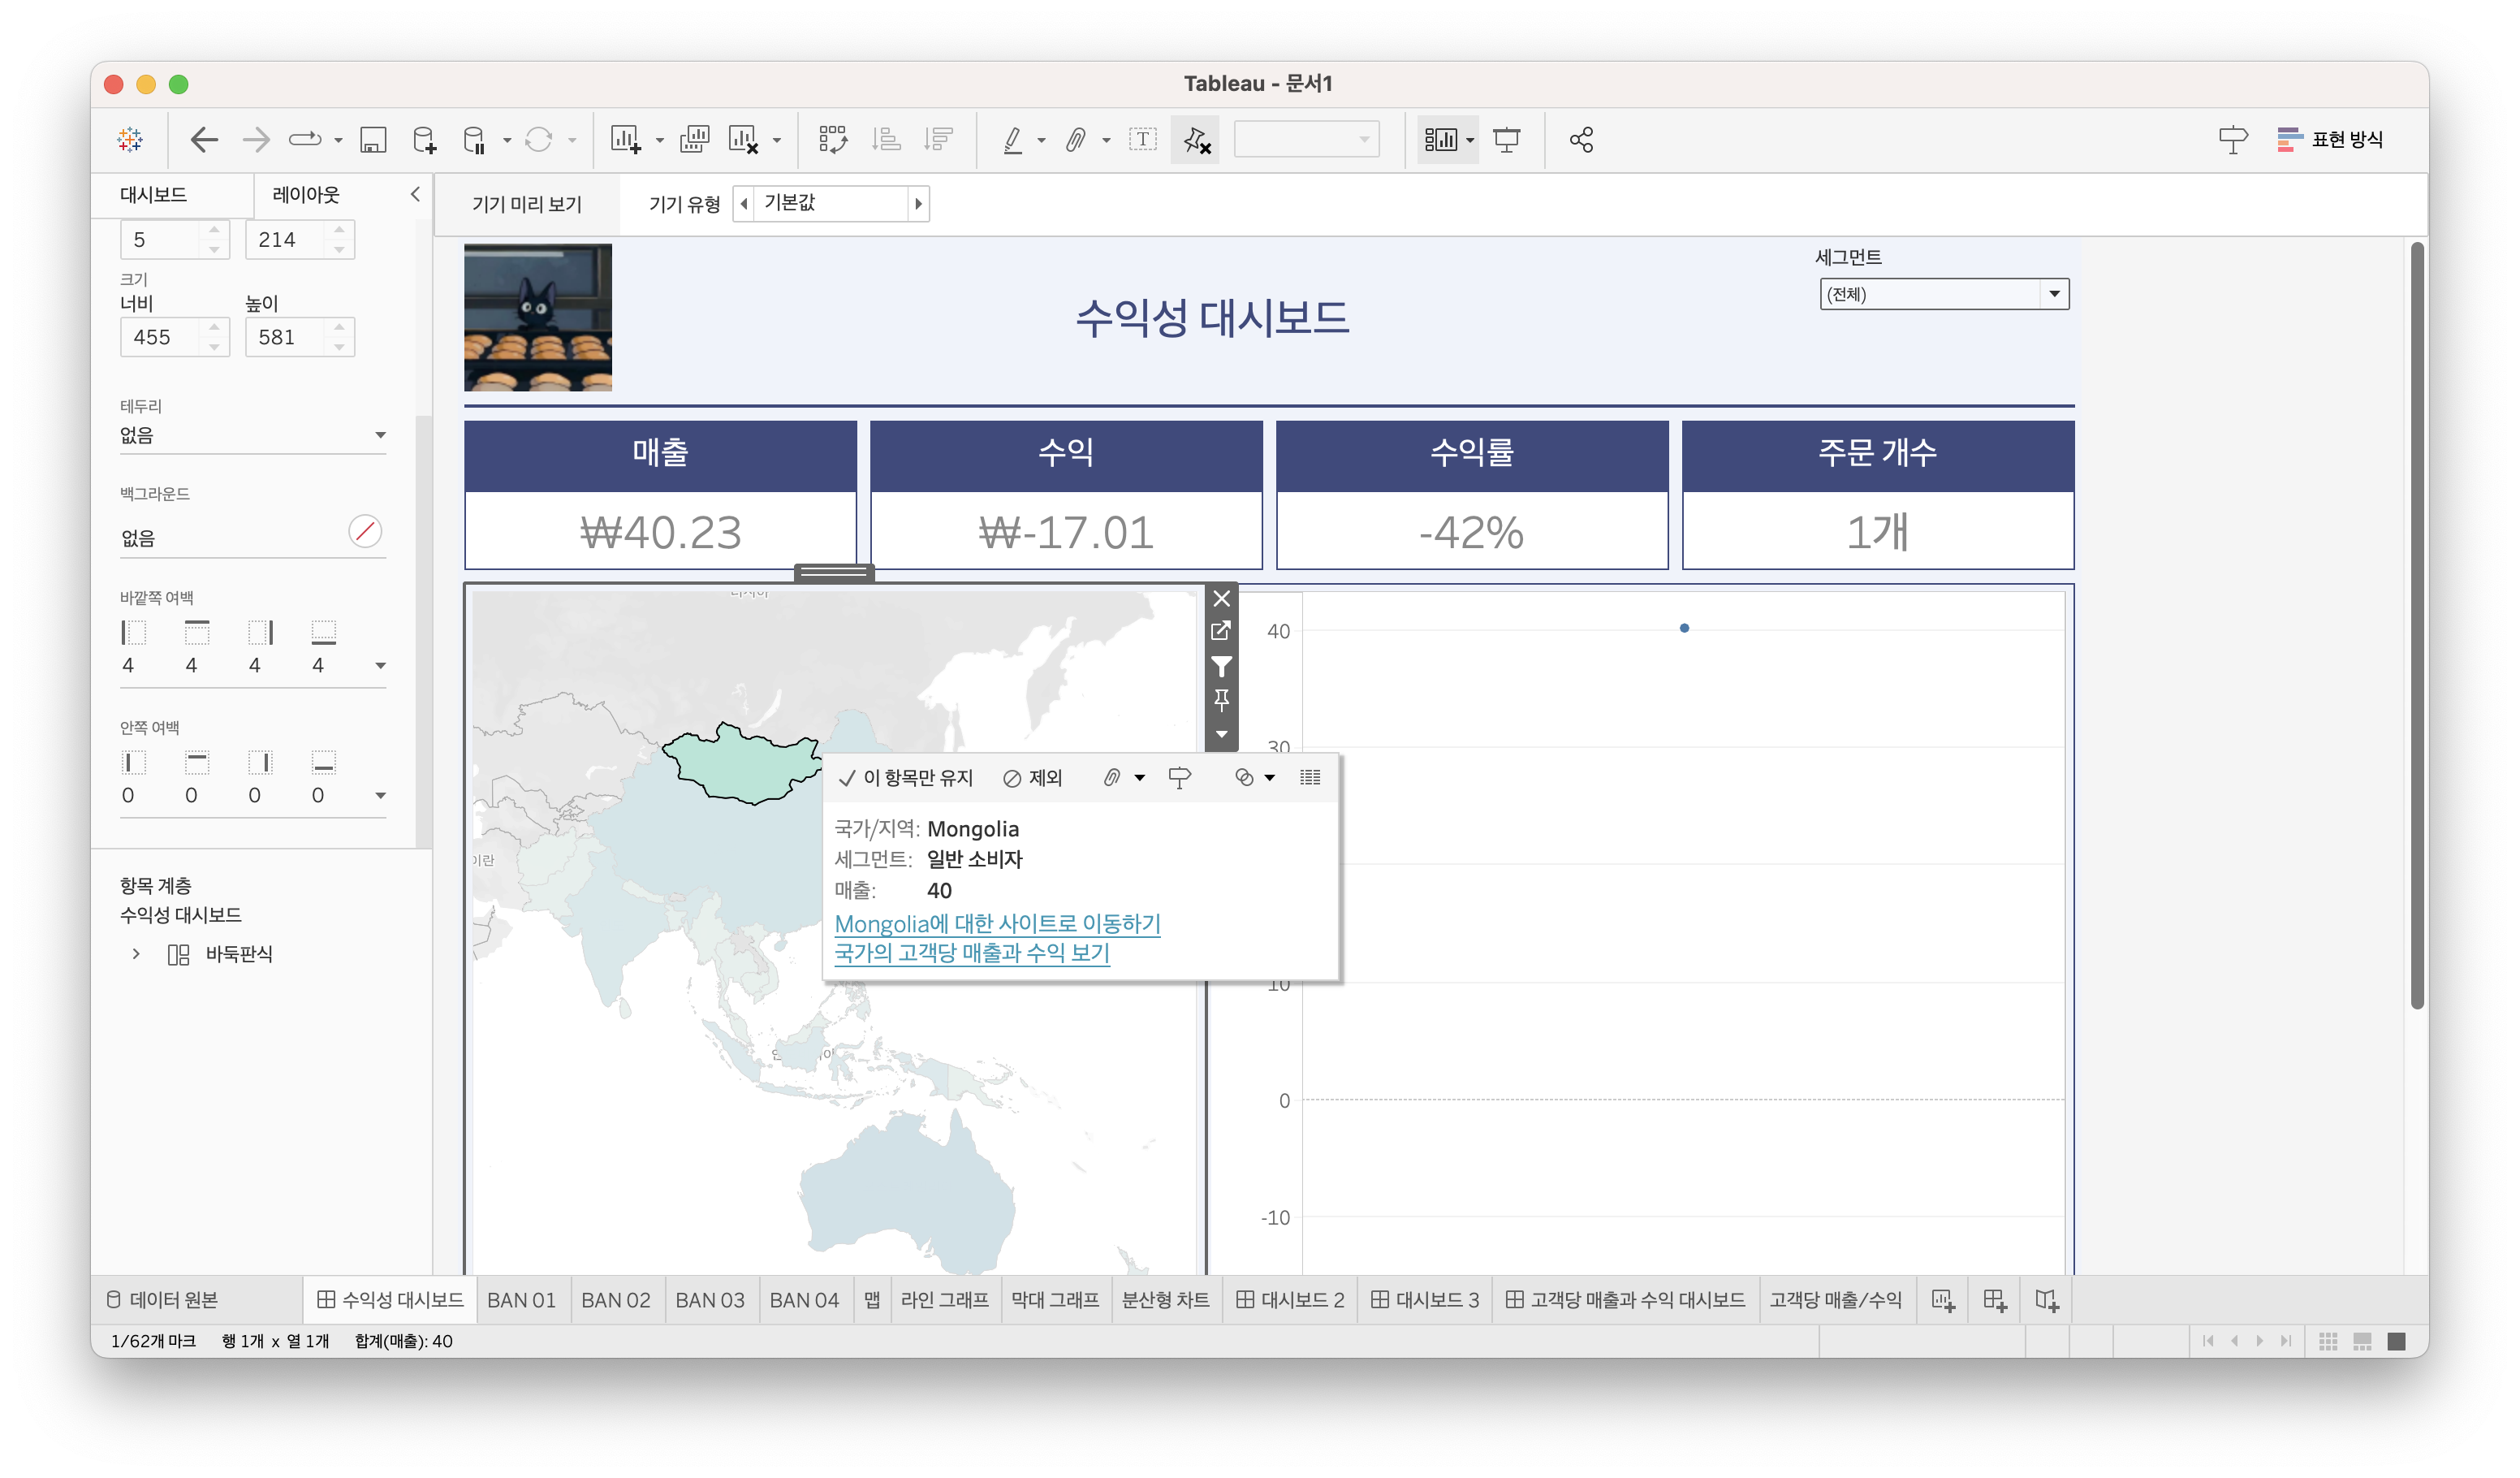 Tableau - 문서1
표현 방식
대시보드
레이아웃
기기 미리 보기
기기 유형
기본값
5
214
크기
너비
높이
455
581
테두리
없음
백그라운드
없음
바깥쪽 여백
4 4 4 4
안쪽 여백
0 0 0 0
항목 계층
수익성 대시보드
바둑판식
수익성 대시보드
세그먼트
(전체)
매출
수익
수익률
주문 개수
₩40.23
₩-17.01
-42%
1개
이란
이 항목만 유지
제외
국가/지역: Mongolia
세그먼트: 일반 소비자
매출: 40
Mongolia에 대한 사이트로 이동하기
국가의 고객당 매출과 수익 보기
40
30
10
0
-10
데이터 원본
수익성 대시보드
BAN 01
BAN 02
BAN 03
BAN 04
맵
라인 그래프
막대 그래프
분산형 차트
대시보드 2
대시보드 3
고객당 매출과 수익 대시보드
고객당 매출/수익
1/62개 마크
행 1개 x 열 1개
합계(매출): 40